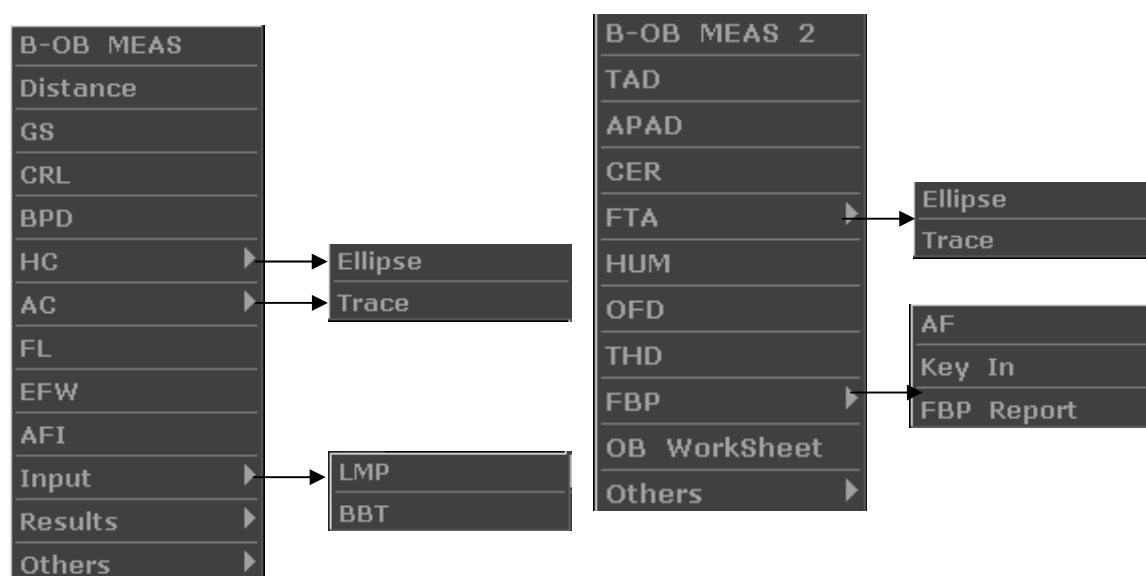 B-OB MEAS
Distance
GS
CRL
BPD
HC
AC
FL
EFW
AFI
Input
Results
Others
Ellipse
Trace
LMP
BBT
B-OB MEAS 2
TAD
APAD
CER
FTA
HUM
OFD
THD
FBP
OB WorkSheet
Others
Ellipse
Trace
AF
Key In
FBP Report